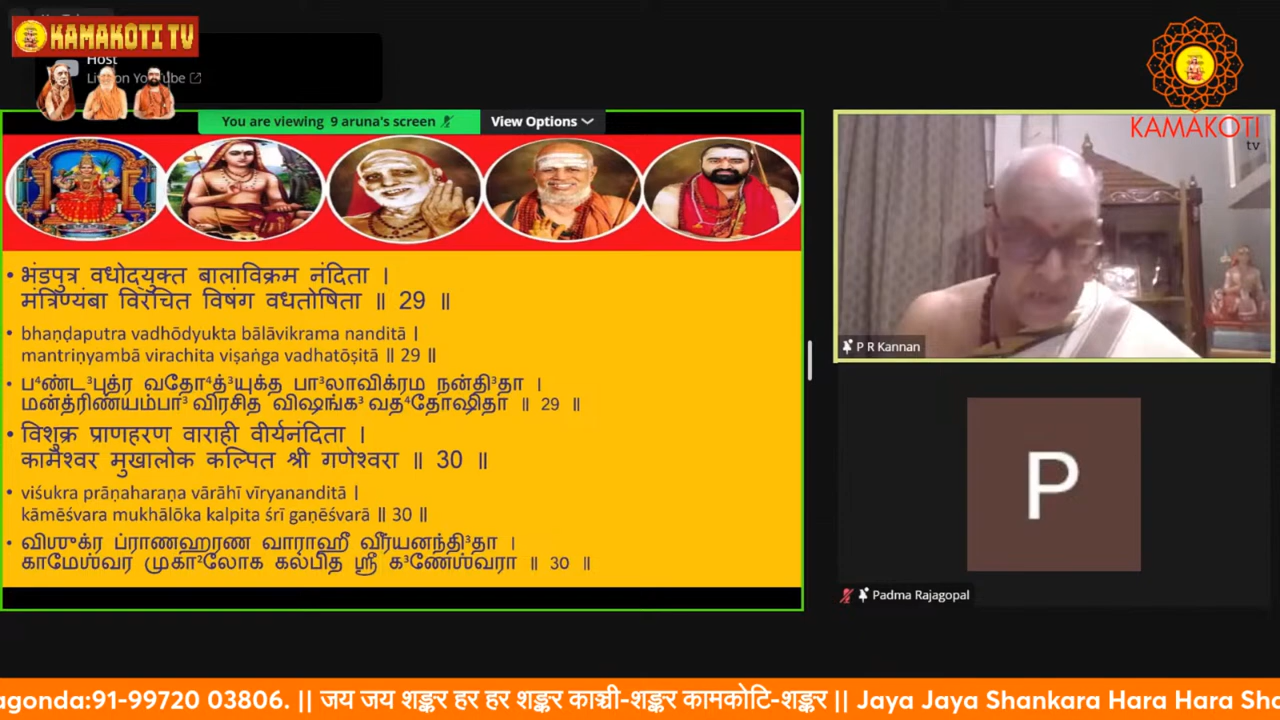 KAMAKOTI TV
Host
Live on YouTube
You are viewing 9 aruna's screen
View Options
KAMAKOTI
tv
• भंडपुत्र वधोद्युक्त बालाविक्रम नंदिता ।
मंत्रिण्यंबा विरचित विषंग वधतोषिता ॥ 29 ॥
• bhaṇḍaputra vadhōdyukta bālāvikrama nanditā |
mantriṇyambā virachita viṣaṅga vadhatōṣitā ॥ 29 ॥
• ப⁴ண்ட³புத்ர வதோ⁴த்³யுக்த பா³லாவிக்ரம நன்தி³தா ।
மன்த்ரிண்யம்பா³ விரசித விஷங்க³ வத⁴தோஷிதா ॥ 29 ॥
• विशुक्र प्राणहरण वाराही वीर्यनंदिता ।
कामेश्वर मुखालोक कल्पित श्री गणेश्वरा ॥ 30 ॥
• viśukra prāṇaharaṇa vārāhī vīryananditā |
kāmēśvara mukhālōka kalpita śrī gaṇēśvarā ॥ 30 ॥
• விஶுக்ர ப்ராணஹரண வாராஹீ வீர்யனந்தி³தா ।
காமேஶ்வர முகா²லோக கல்பித ஶ்ரீ க³ணேஶ்வரா ॥ 30 ॥
P R Kannan
P
Padma Rajagopal
agonda:91-99720 03806. || जय जय शङ्कर हर हर शङ्कर काञ्ची-शङ्कर कामकोटि-शङ्कर || Jaya Jaya Shankara Hara Hara Sha